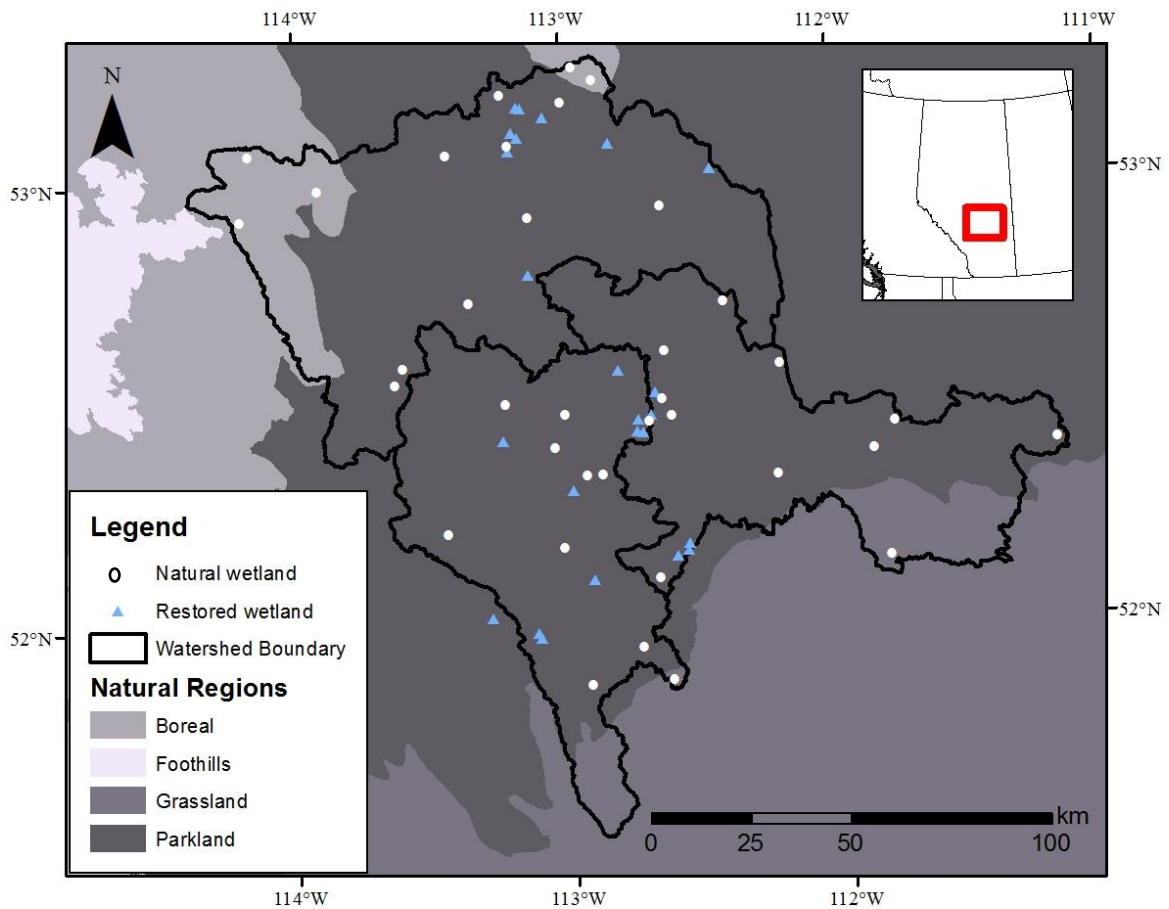 114°W 113°W 112°W 111°W
N
53°N 53°N
Legend
Natural wetland
Restored wetland
52°N 52°N
Watershed Boundary
Natural Regions
Boreal
Foothills
Grassland
Parkland
km
0 25 50 100
114°W 113°W 112°W